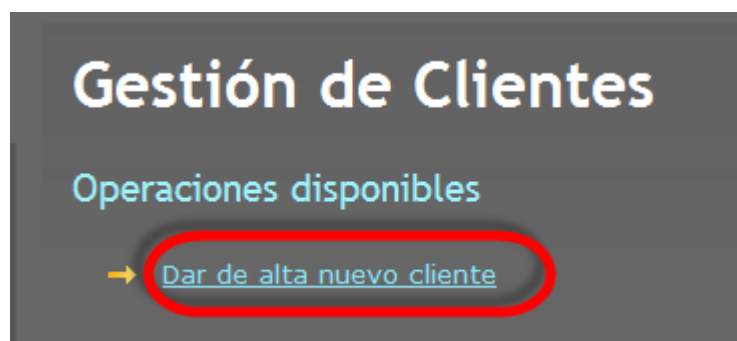 Gestión de Clientes
Operaciones disponibles
Dar de alta nuevo cliente